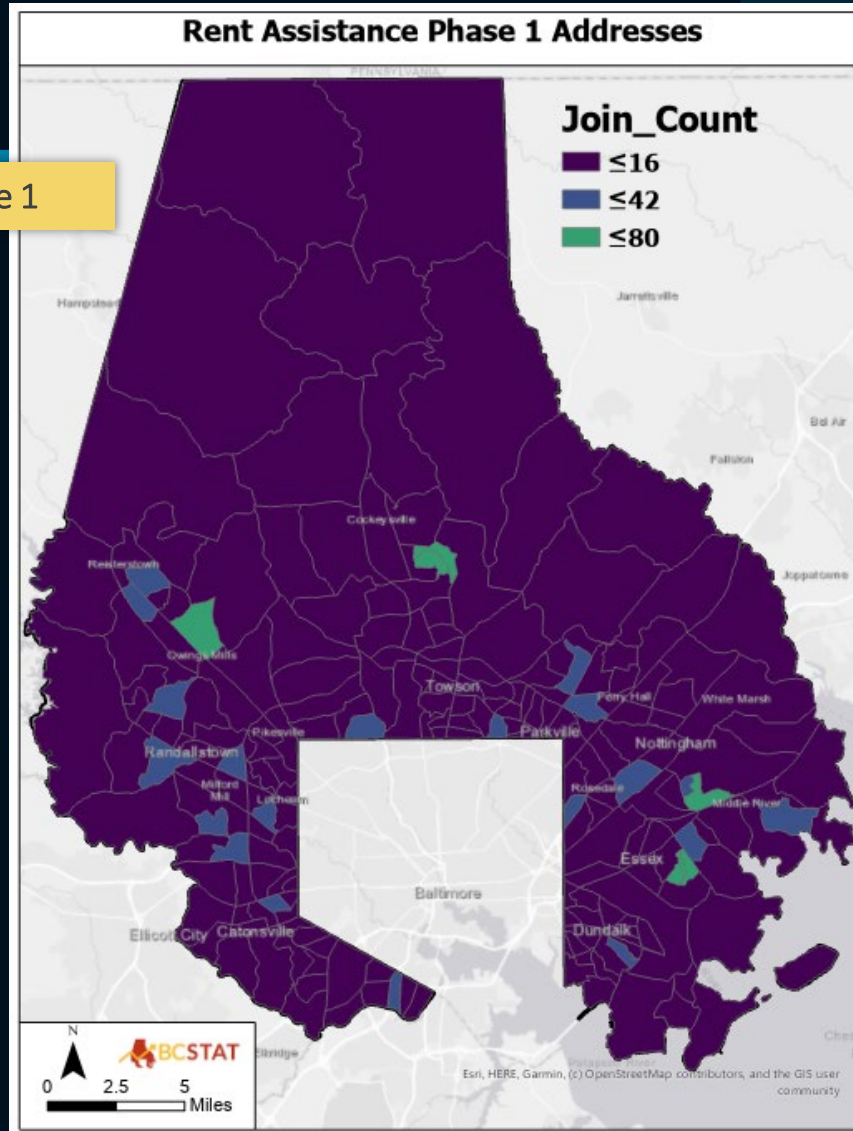 Rent Assistance Phase 1 Addresses
PENNSYLVANIA
Join_Count
≤16
e 1
≤42
≤80
Hampstead
Jarrettsville
Bel Air
Fallston
Cockeysville
Reisterstown
Joppatowne
Owings Mills
Towson
Perry Hall
White Marsh
Pikesville
Parkville
Nottingham
Randallstown
Milford
Mill
Lochearn
Rosedale
Middle River
Essex
Baltimore
Ellicott City
Catonsville
Dundalk
N
BCSTAT
Elkridge
Patapsco River
Ches
0 2.5 5
Miles
Esri, HERE, Garmin, (c) OpenStreetMap contributors, and the GIS user
community